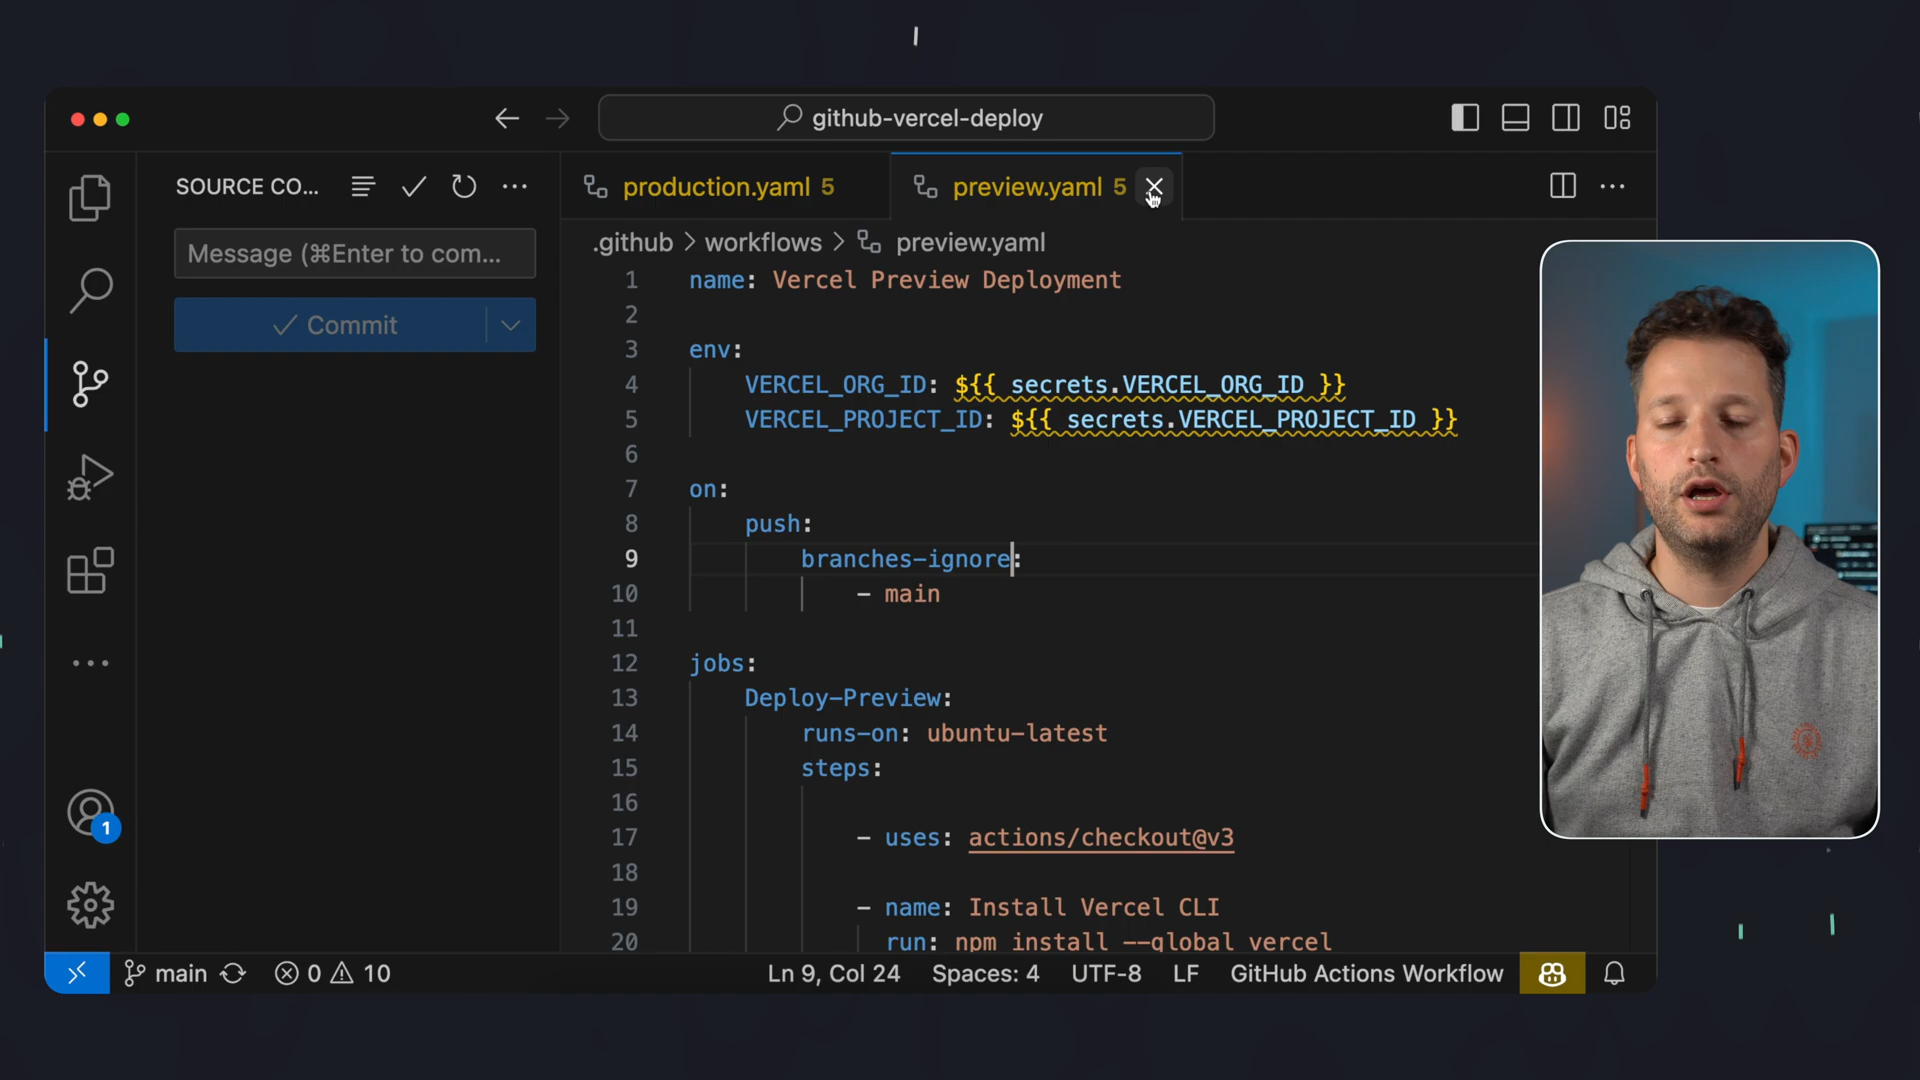 github-vercel-deploy
SOURCE CO...
production.yaml 5
preview.yaml 5
Message (⌘Enter to com...
Commit
.github > workflows > preview.yaml
1 name: Vercel Preview Deployment
2
3 env:
4 VERCEL_ORG_ID: ${{ secrets.VERCEL_ORG_ID }}
5 VERCEL_PROJECT_ID: ${{ secrets.VERCEL_PROJECT_ID }}
6
7 on:
8 push:
9 branches-ignore:
10 - main
11
12 jobs:
13 Deploy-Preview:
14 runs-on: ubuntu-latest
15 steps:
16
17 - uses: actions/checkout@v3
18
19 - name: Install Vercel CLI
20 run: npm install --global vercel
1
main 0 10 Ln 9, Col 24 Spaces: 4 UTF-8 LF GitHub Actions Workflow